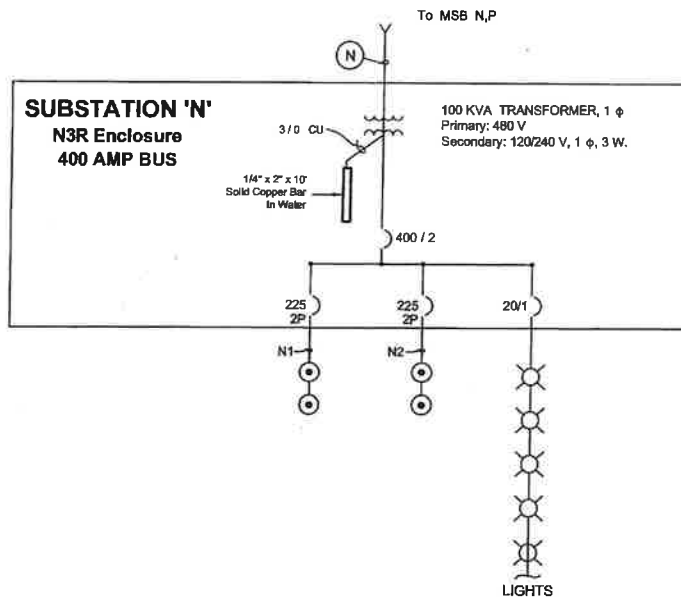 To MSB N,P
N
SUBSTATION 'N'
N3R Enclosure
400 AMP BUS
3/0 CU
100 KVA TRANSFORMER, 1 ϕ
Primary: 480 V
Secondary: 120/240 V, 1 ϕ, 3 W.
1/4" x 2" x 10'
Solid Copper Bar
In Water
400 / 2
225
2P
225
2P
20/1
N1
N2
LIGHTS